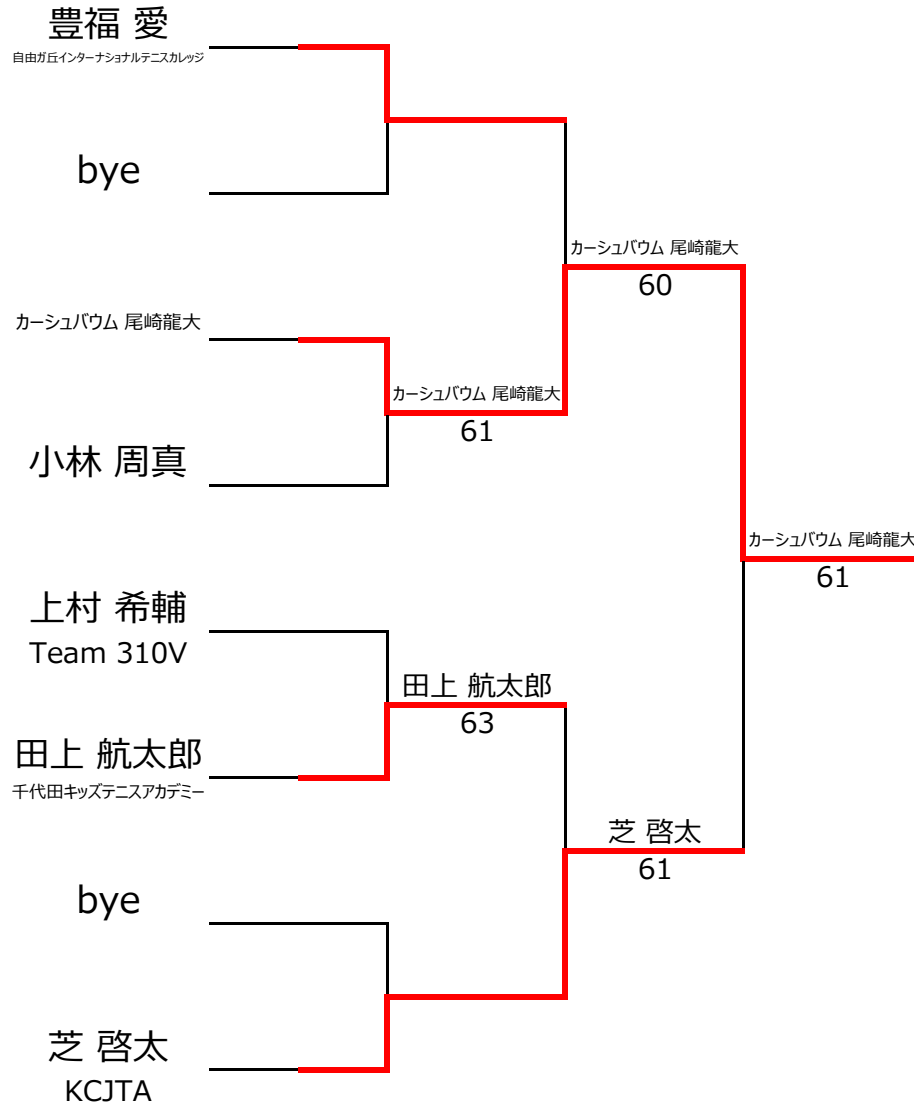 豊福 愛
自由ガ丘インターナショナルテニスカレッジ
bye
カーシュバウム 尾崎龍大
60
カーシュバウム 尾崎龍大
カーシュバウム 尾崎龍大
61
小林 周真
カーシュバウム 尾崎龍大
61
上村 希輔
Team 310V
田上 航太郎
63
田上 航太郎
千代田キッズテニスアカデミー
芝 啓太
61
bye
芝 啓太
KCJTA